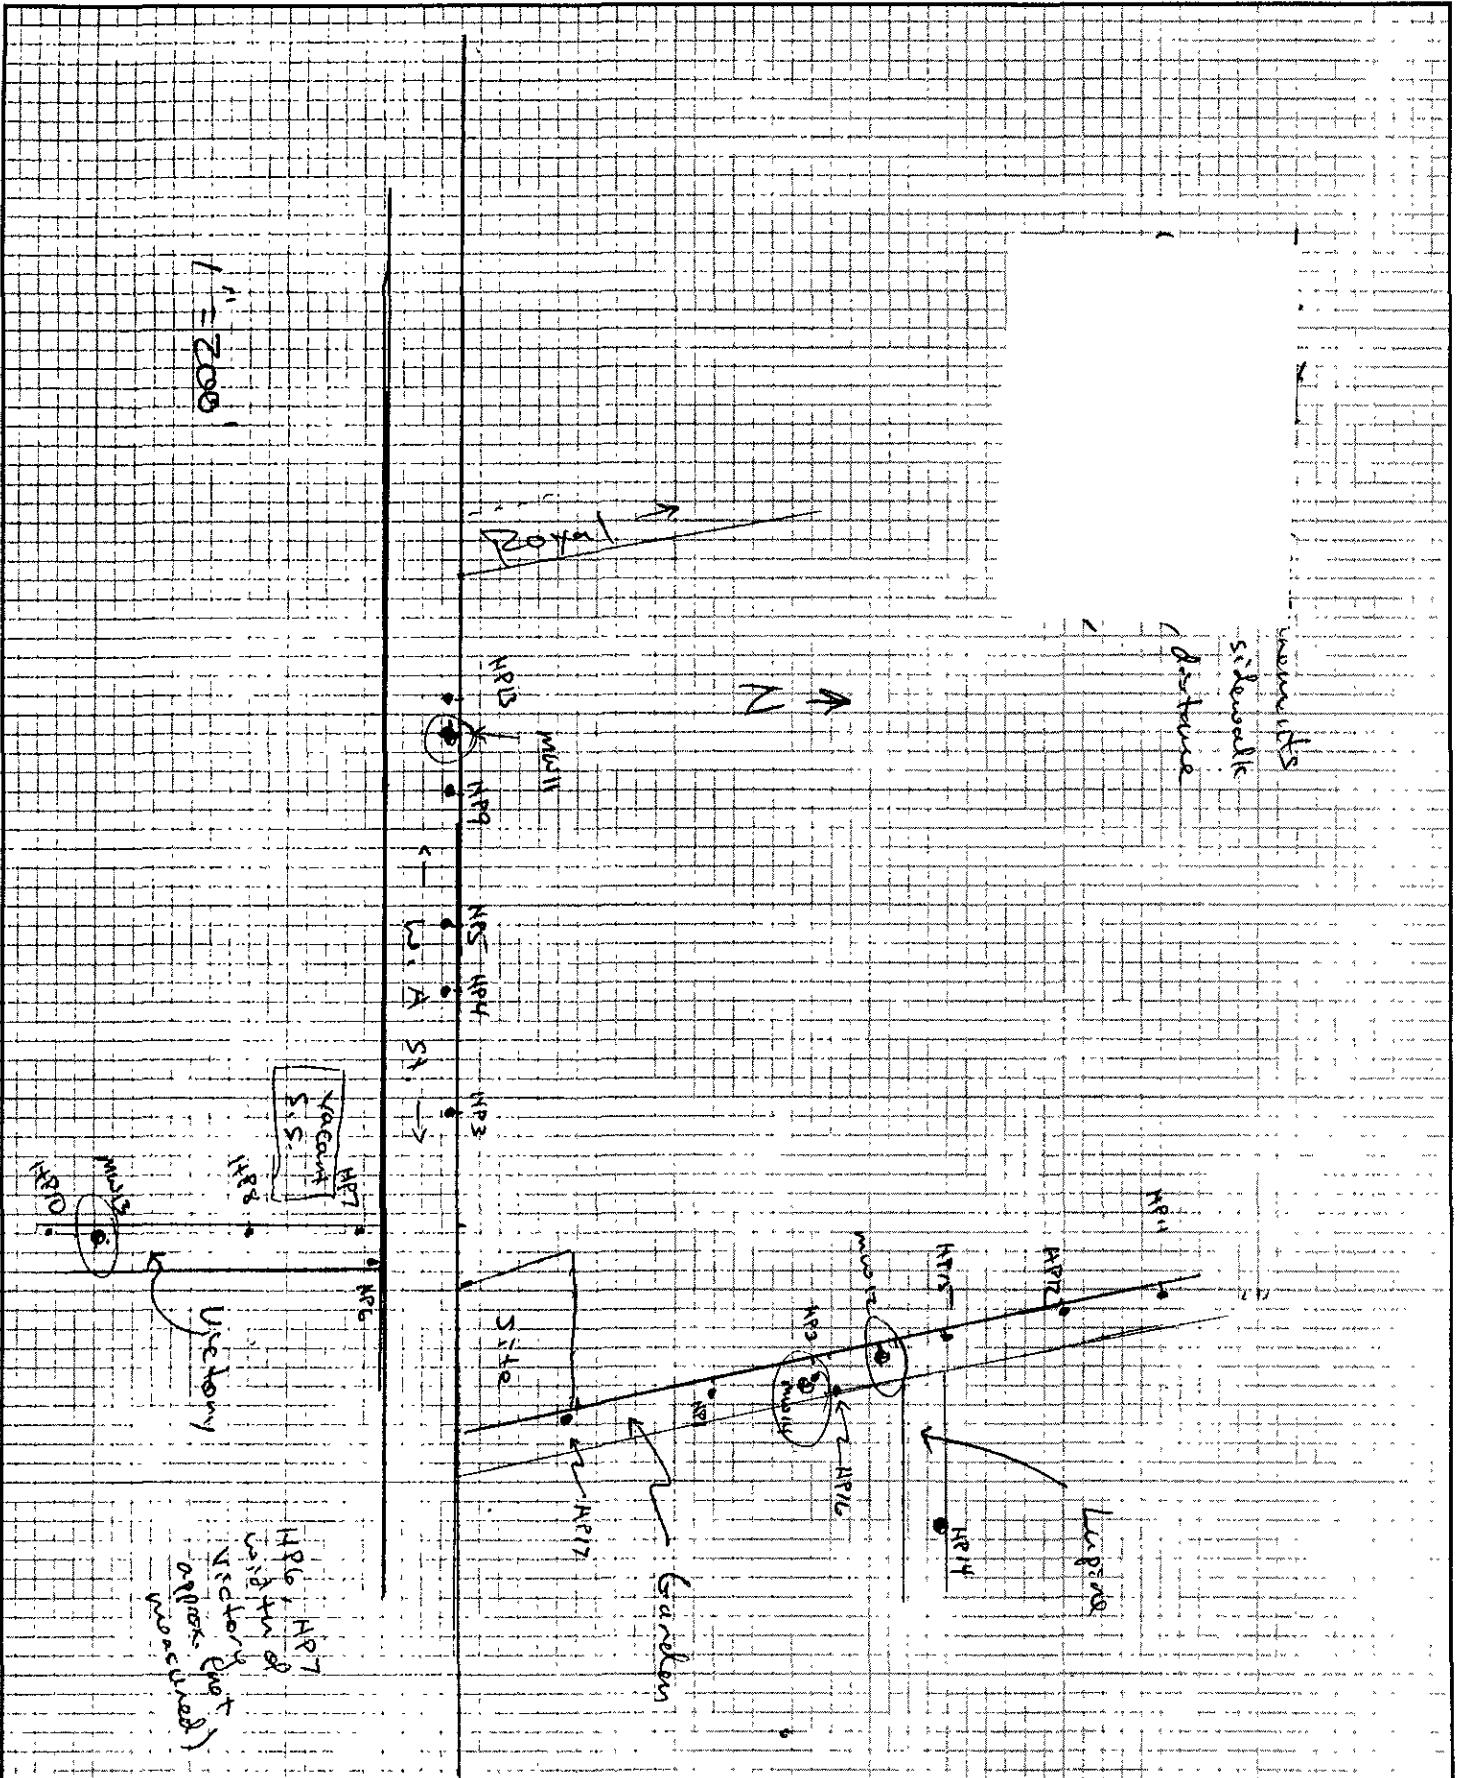 sidewalk
distance
1" = 200'
Royal
N
HP13
MW11
HP9
HP5
HP4
HP3
← W. A St. →
Vacant
S.S.
HP7
HP8
MW13
HP10
HP6
Victory
Site
HP11
HP12
HP15
MW12
HP2
MW14
HP1
HP16
HP17
HP14
Lupine
Garden
HP6, HP7
width of
Victory
approx. (not
measured)